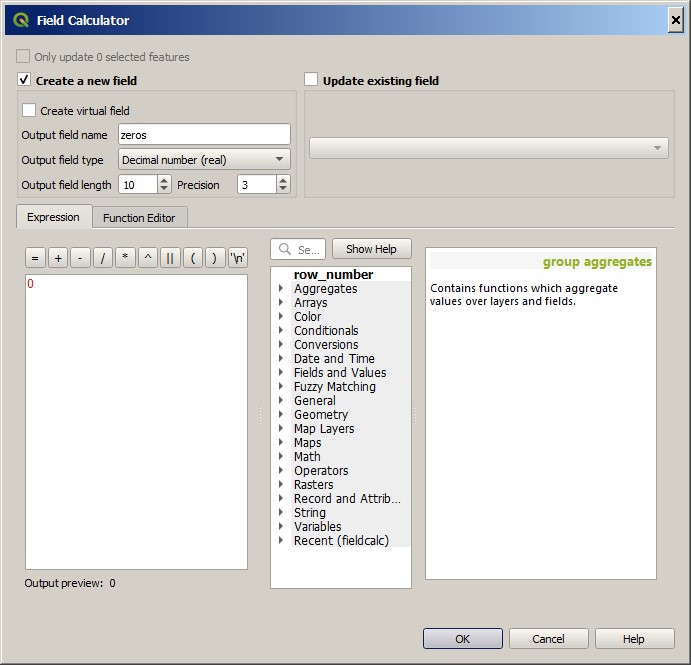 Field Calculator
Only update 0 selected features
Create a new field
Update existing field
Create virtual field
Output field name zeros
Output field type Decimal number (real)
Output field length 10 Precision 3
Expression Function Editor
= + - / * ^ || ( ) '\n'
Se... Show Help
0
row_number
Aggregates
Arrays
Color
Conditionals
Conversions
Date and Time
Fields and Values
Fuzzy Matching
General
Geometry
Map Layers
Maps
Math
Operators
Rasters
Record and Attrib...
String
Variables
Recent (fieldcalc)
group aggregates
Contains functions which aggregate
values over layers and fields.
Output preview: 0
OK Cancel Help